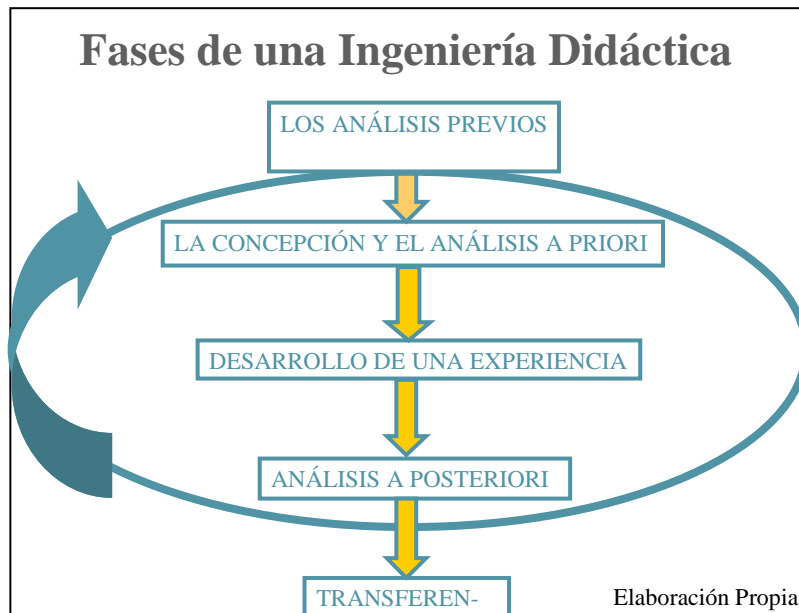 Fases de una Ingeniería Didáctica
LOS ANÁLISIS PREVIOS
LA CONCEPCIÓN Y EL ANÁLISIS A PRIORI
DESARROLLO DE UNA EXPERIENCIA
ANÁLISIS A POSTERIORI
TRANSFEREN-
Elaboración Propia